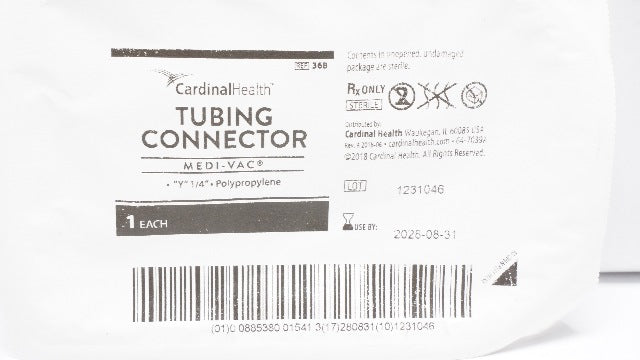 REF 36B
CardinalHealth™
TUBING
CONNECTOR
MEDI-VAC®
• "Y" 1/4" • Polypropylene
1 EACH
Contents in unopened, undamaged
package are sterile.
Rx ONLY
STERILE
Distributed by:
Cardinal Health Waukegan, IL 60085 USA
cardinalhealth.com
©2018 Cardinal Health. All Rights Reserved.
LOT 1231046
USE BY: 2028-08-31
(01)0 0885380 01541 3(17)280831(10)1231046